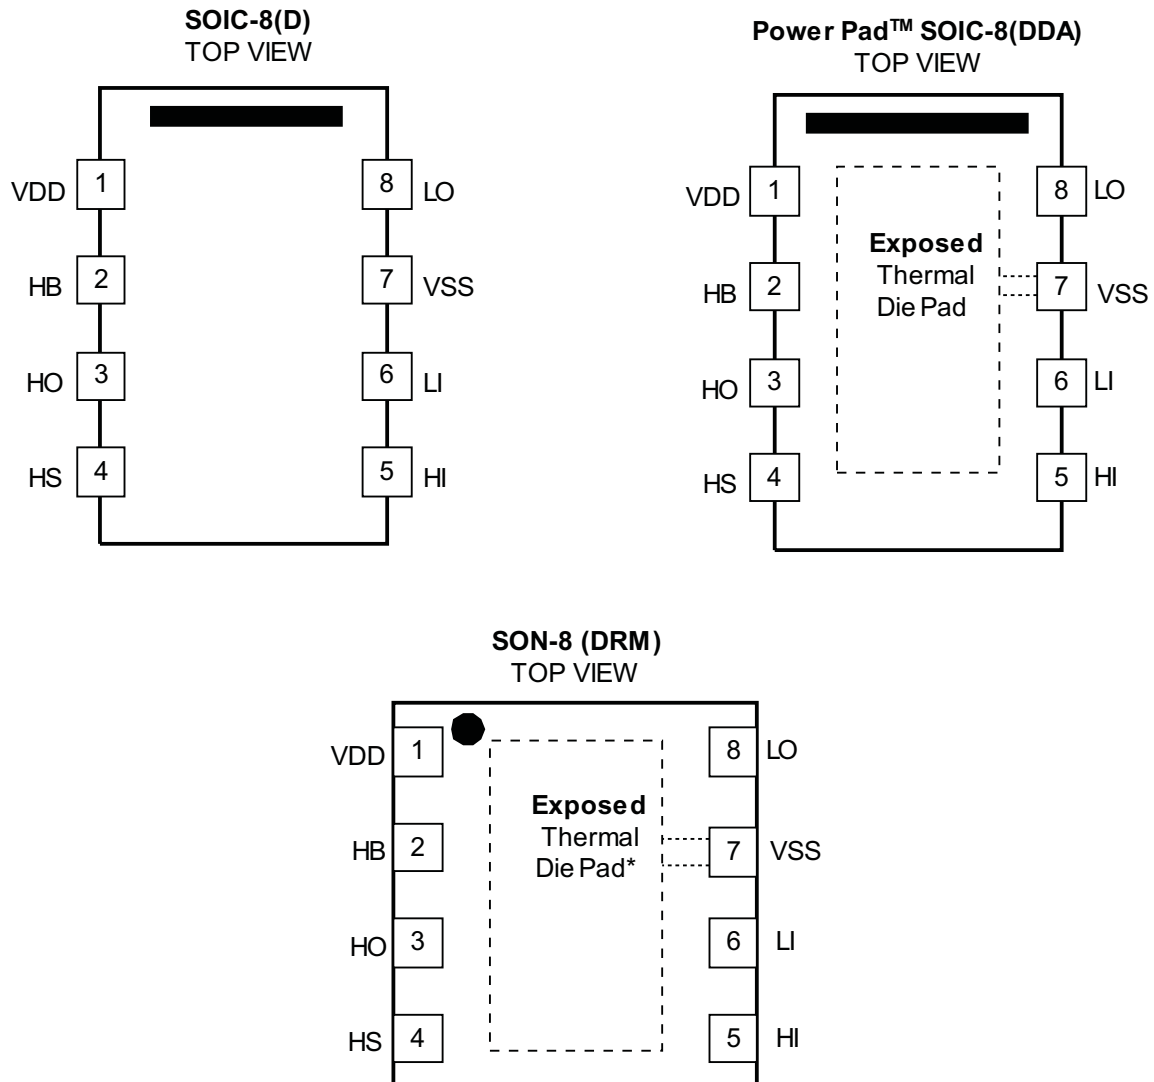 SOIC-8(D)
TOP VIEW
VDD 1 8 LO
HB 2 7 VSS
HO 3 6 LI
HS 4 5 HI
Power Pad™ SOIC-8(DDA)
TOP VIEW
VDD 1 8 LO
Exposed
Thermal
Die Pad
HB 2 7 VSS
HO 3 6 LI
HS 4 5 HI
SON-8 (DRM)
TOP VIEW
VDD 1 8 LO
Exposed
Thermal
Die Pad*
HB 2 7 VSS
HO 3 6 LI
HS 4 5 HI